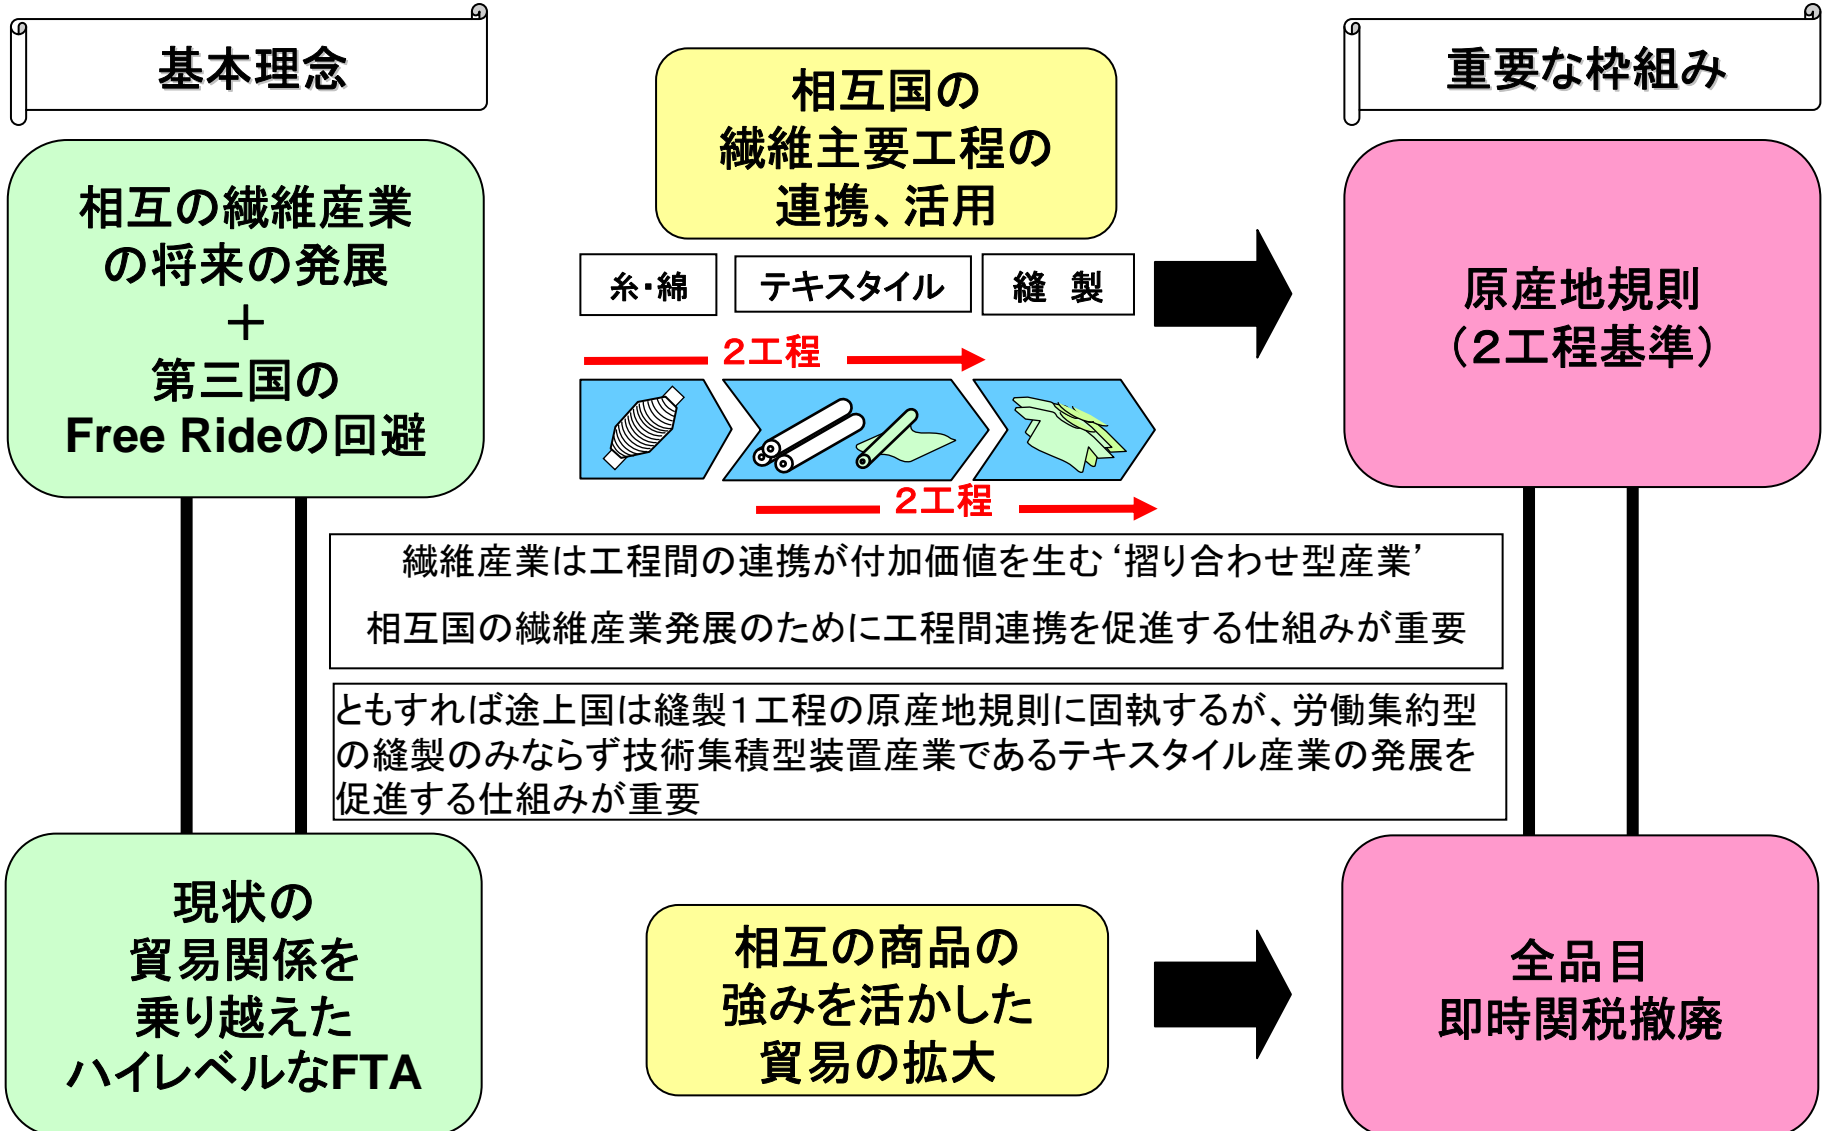 基本理念
相互の繊維産業
の将来の発展
＋
第三国の
Free Rideの回避
現状の
貿易関係を
乗り越えた
ハイレベルなFTA
相互国の
繊維主要工程の
連携、活用
糸・綿
テキスタイル
縫　製
２工程
２工程
繊維産業は工程間の連携が付加価値を生む‘摺り合わせ型産業’
相互国の繊維産業発展のために工程間連携を促進する仕組みが重要
ともすれば途上国は縫製１工程の原産地規則に固執するが、労働集約型
の縫製のみならず技術集積型装置産業であるテキスタイル産業の発展を
促進する仕組みが重要
相互の商品の
強みを活かした
貿易の拡大
重要な枠組み
原産地規則
（２工程基準）
全品目
即時関税撤廃